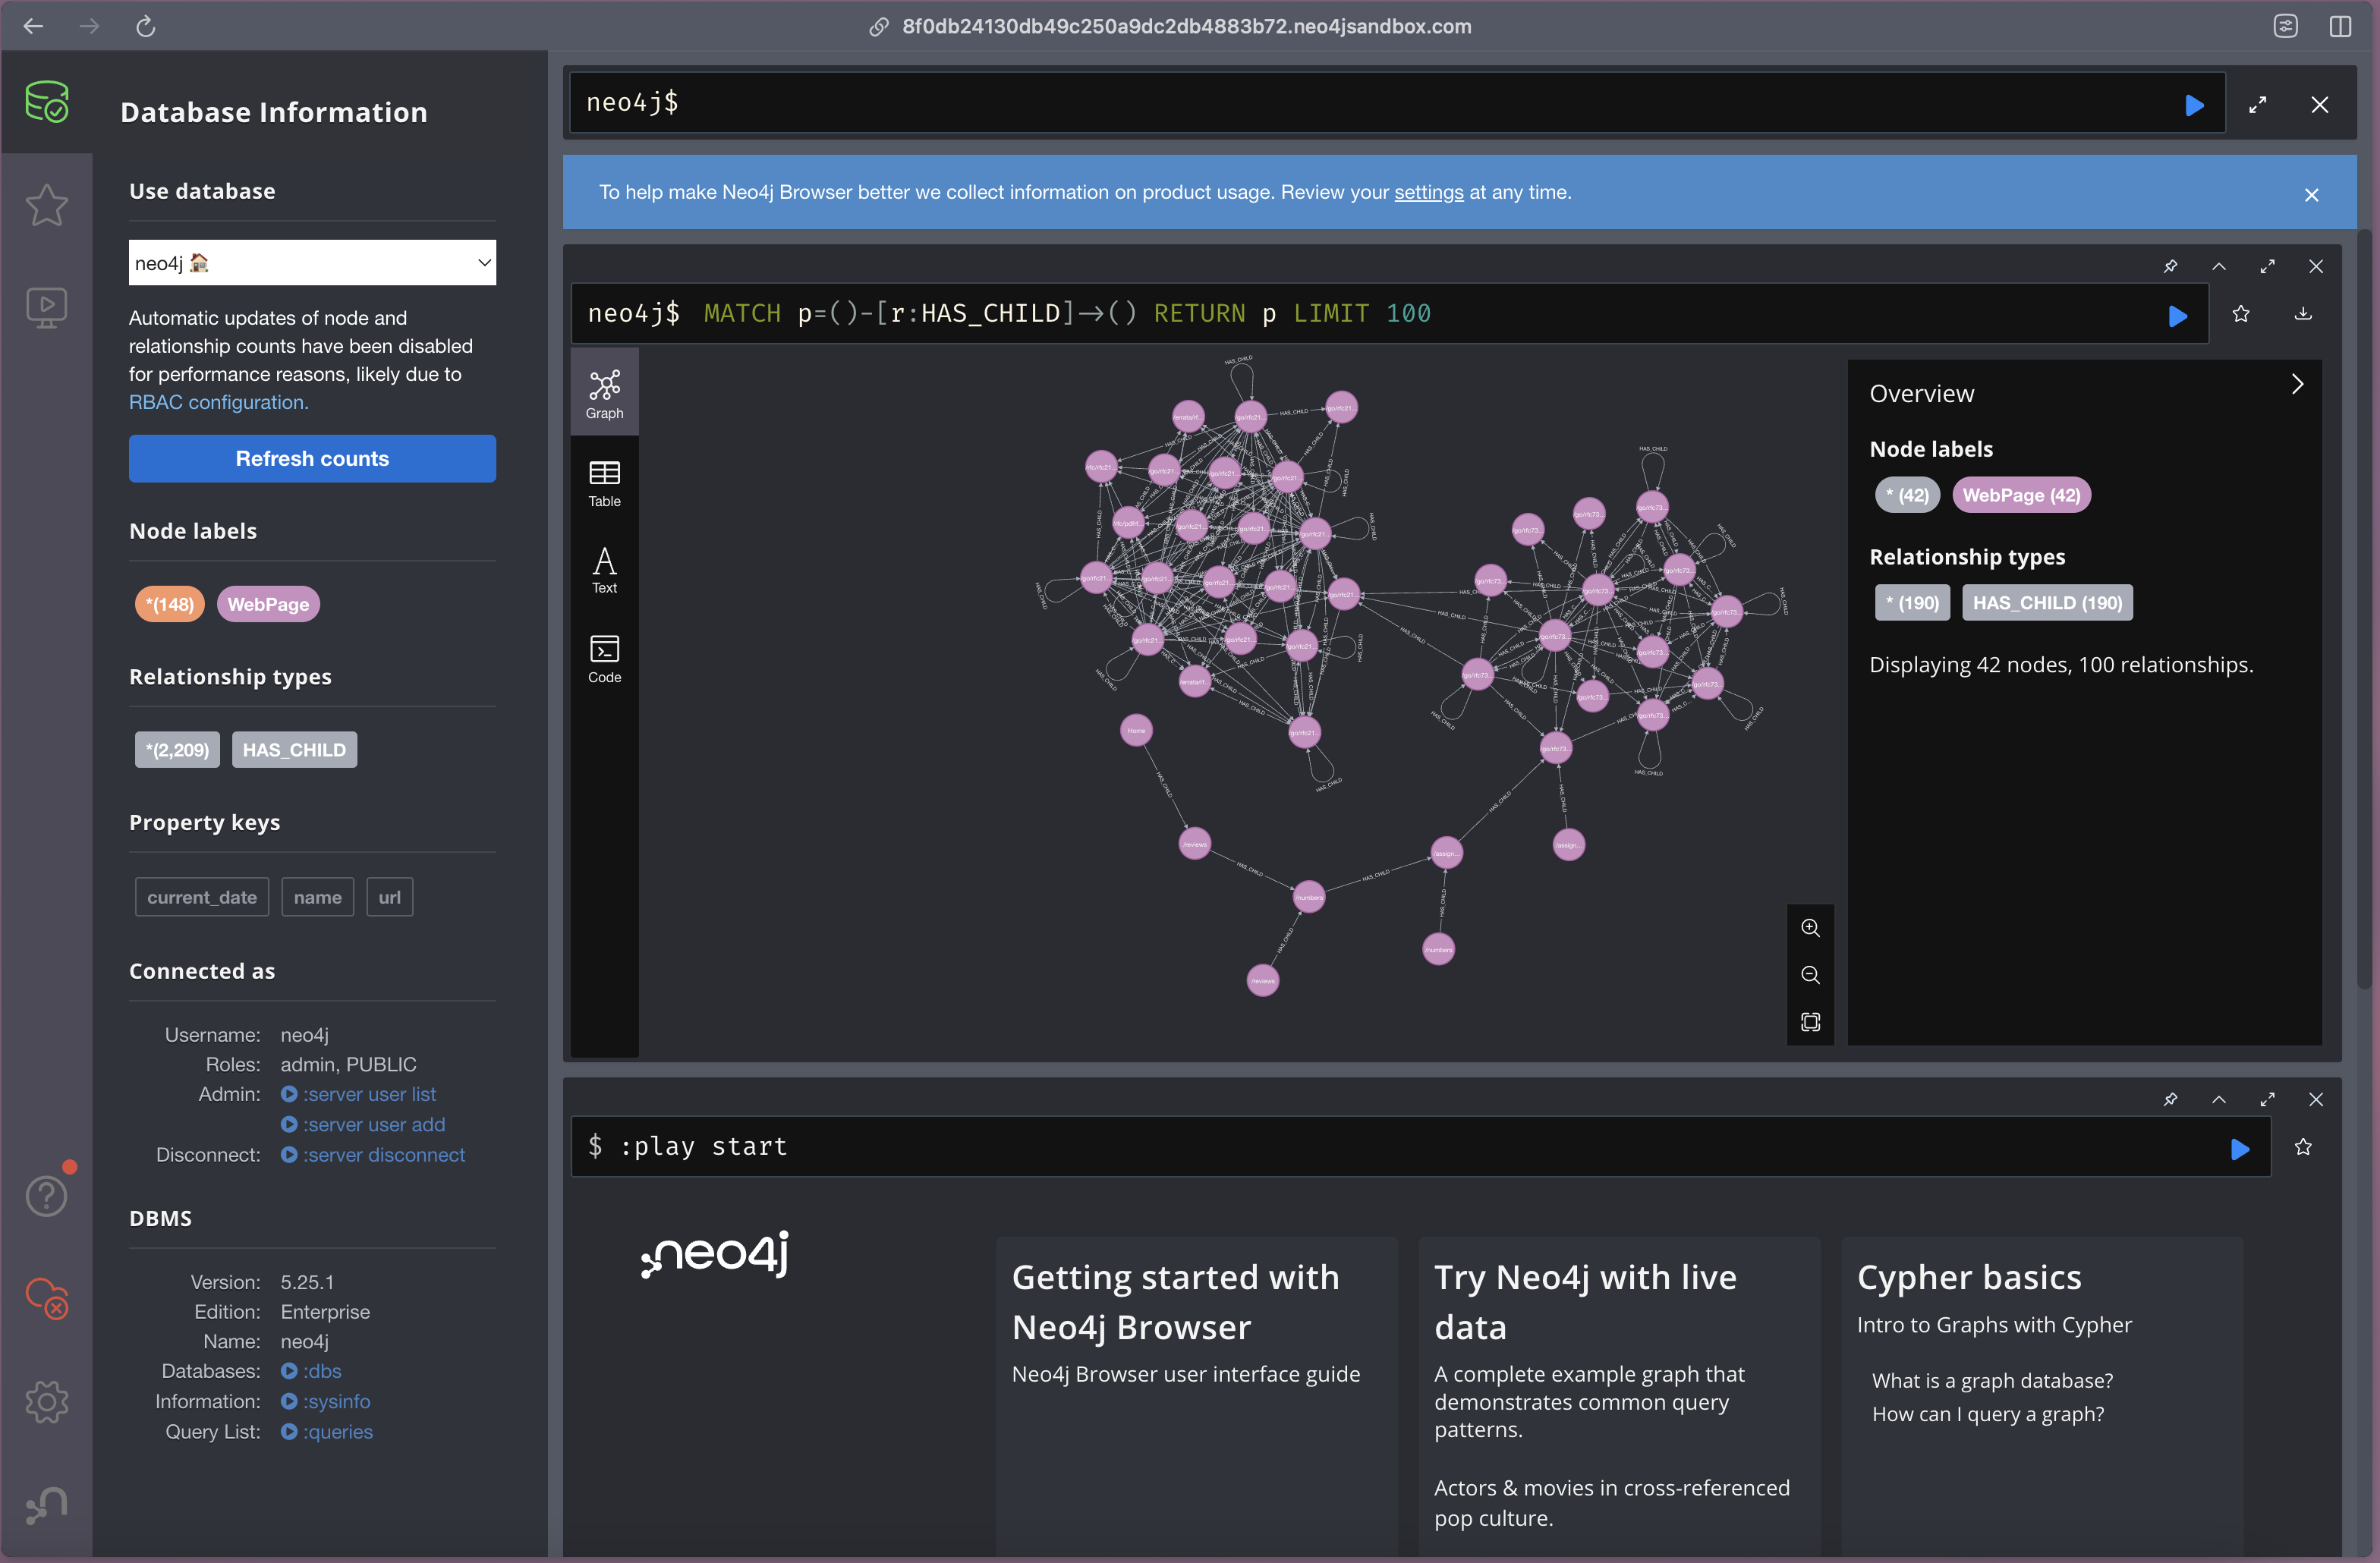 8f0db24130db49c250a9dc2db4883b72.neo4jsandbox.com
Database Information
Use database
neo4j
Automatic updates of node and
relationship counts have been disabled
for performance reasons, likely due to
RBAC configuration.
Refresh counts
Node labels
*(148) WebPage
Relationship types
*(2,209) HAS_CHILD
Property keys
current_date name url
Connected as
Username: neo4j
Roles: admin, PUBLIC
Admin: :server user list
:server user add
Disconnect: :server disconnect
DBMS
Version: 5.25.1
Edition: Enterprise
Name: neo4j
Databases: :dbs
Information: :sysinfo
Query List: :queries
neo4j$
To help make Neo4j Browser better we collect information on product usage. Review your settings at any time.
neo4j$ MATCH p=()-[r:HAS_CHILD]->() RETURN p LIMIT 100
Graph
Table
Text
Code
HAS_CHILD
Home
/reviews
/numbers
/assign...
/assign...
/numbers
/reviews
Overview
Node labels
* (42) WebPage (42)
Relationship types
* (190) HAS_CHILD (190)
Displaying 42 nodes, 100 relationships.
$ :play start
neo4j
Getting started with
Neo4j Browser
Neo4j Browser user interface guide
Try Neo4j with live
data
A complete example graph that
demonstrates common query
patterns.
Actors & movies in cross-referenced
pop culture.
Cypher basics
Intro to Graphs with Cypher
What is a graph database?
How can I query a graph?